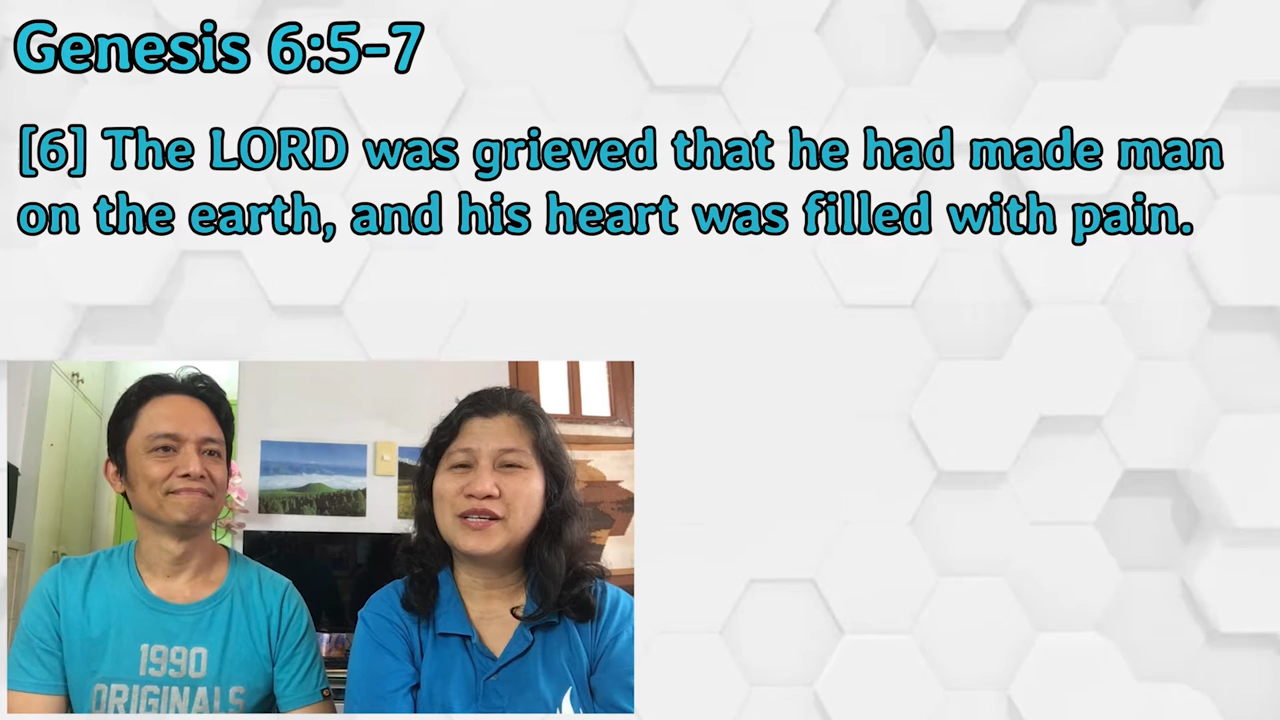 Genesis 6:5-7
[6] The LORD was grieved that he had made man
on the earth, and his heart was filled with pain.
1990
ORIGINALS